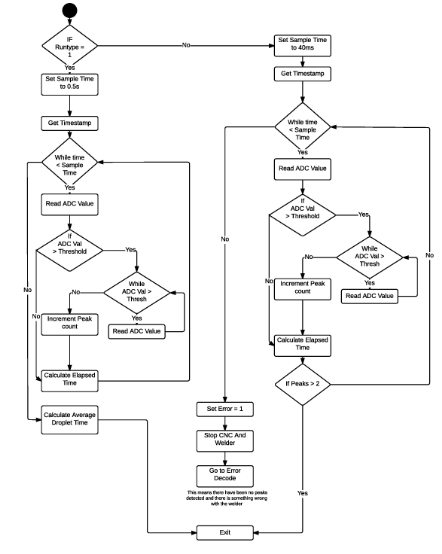 IF
Runtype =
1
No
Set Sample Time
to 40ms
Yes
Set Sample Time
to 0.5s
Get Timestamp
Get Timestamp
While time
< Sample
Time
Yes
Read ADC Value
If
ADC Val
> Threshold
Yes
While
ADC Val >
Thresh
No
Yes
Increment Peak
count
Read ADC Value
No
No
Calculate Elapsed
Time
Calculate Average
Droplet Time
While time
< Sample
Time
Yes
Read ADC Value
If
ADC Val
> Threshold
Yes
No
No
While
ADC Val >
Thresh
No
Yes
No
Increment Peak
count
Read ADC Value
Calculate Elapsed
Time
If Peaks > 2
Set Error = 1
Stop CNC And
Welder
Go to Error
Decode
This means there have been no peaks
detected and there is something wrong
with the welder
Yes
Exit